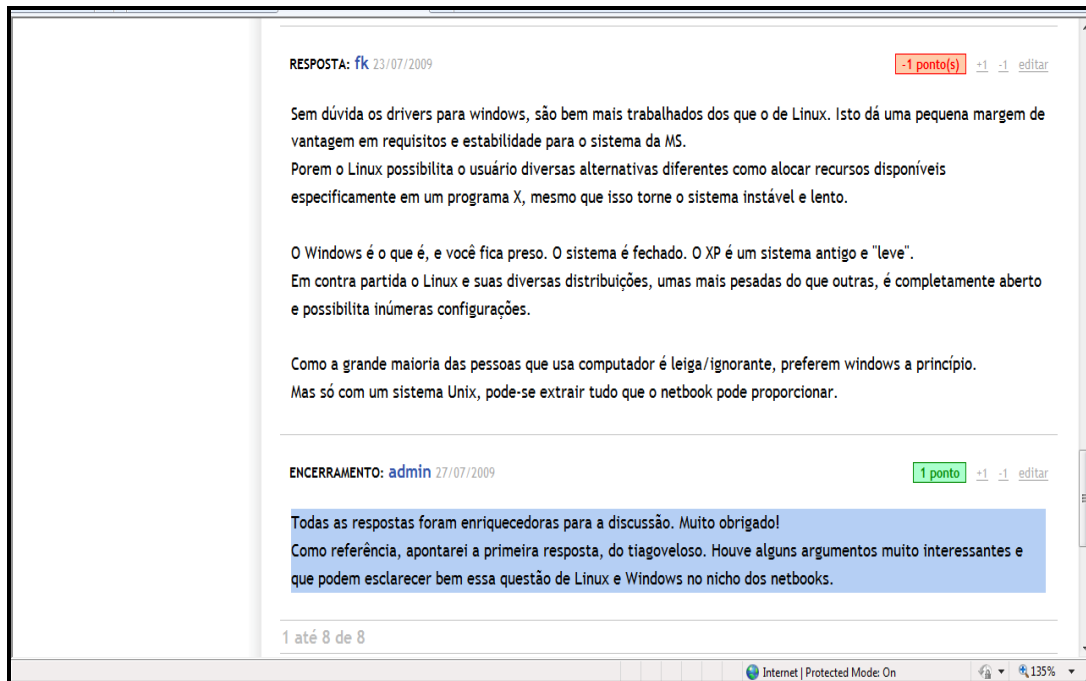 RESPOSTA: fk 23/07/2009 -1 ponto(s) +1 -1 editar
Sem dúvida os drivers para windows, são bem mais trabalhados dos que o de Linux. Isto dá uma pequena margem de
vantagem em requisitos e estabilidade para o sistema da MS.
Porem o Linux possibilita o usuário diversas alternativas diferentes como alocar recursos disponíveis
especificamente em um programa X, mesmo que isso torne o sistema instável e lento.
O Windows é o que é, e você fica preso. O sistema é fechado. O XP é um sistema antigo e "leve".
Em contra partida o Linux e suas diversas distribuições, umas mais pesadas do que outras, é completamente aberto
e possibilita inúmeras configurações.
Como a grande maioria das pessoas que usa computador é leiga/ignorante, preferem windows a princípio.
Mas só com um sistema Unix, pode-se extrair tudo que o netbook pode proporcionar.
ENCERRAMENTO: admin 27/07/2009 1 ponto +1 -1 editar
Todas as respostas foram enriquecedoras para a discussão. Muito obrigado!
Como referência, apontarei a primeira resposta, do tiagoveloso. Houve alguns argumentos muito interessantes e
que podem esclarecer bem essa questão de Linux e Windows no nicho dos netbooks.
1 até 8 de 8
Internet | Protected Mode: On 135%